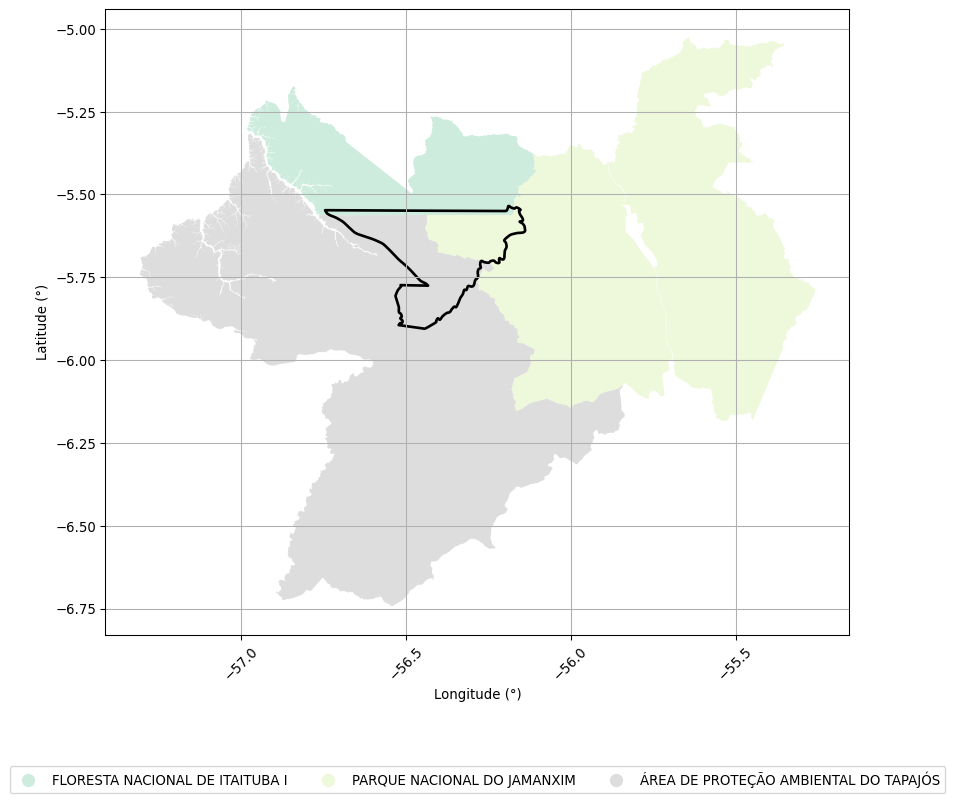 −5.00
−5.25
−5.50
−5.75
−6.00
−6.25
−6.50
−6.75
Latitude (°)
−57.0
−56.5
−56.0
−55.5
Longitude (°)
FLORESTA NACIONAL DE ITAITUBA I
PARQUE NACIONAL DO JAMANXIM
ÁREA DE PROTEÇÃO AMBIENTAL DO TAPAJÓS